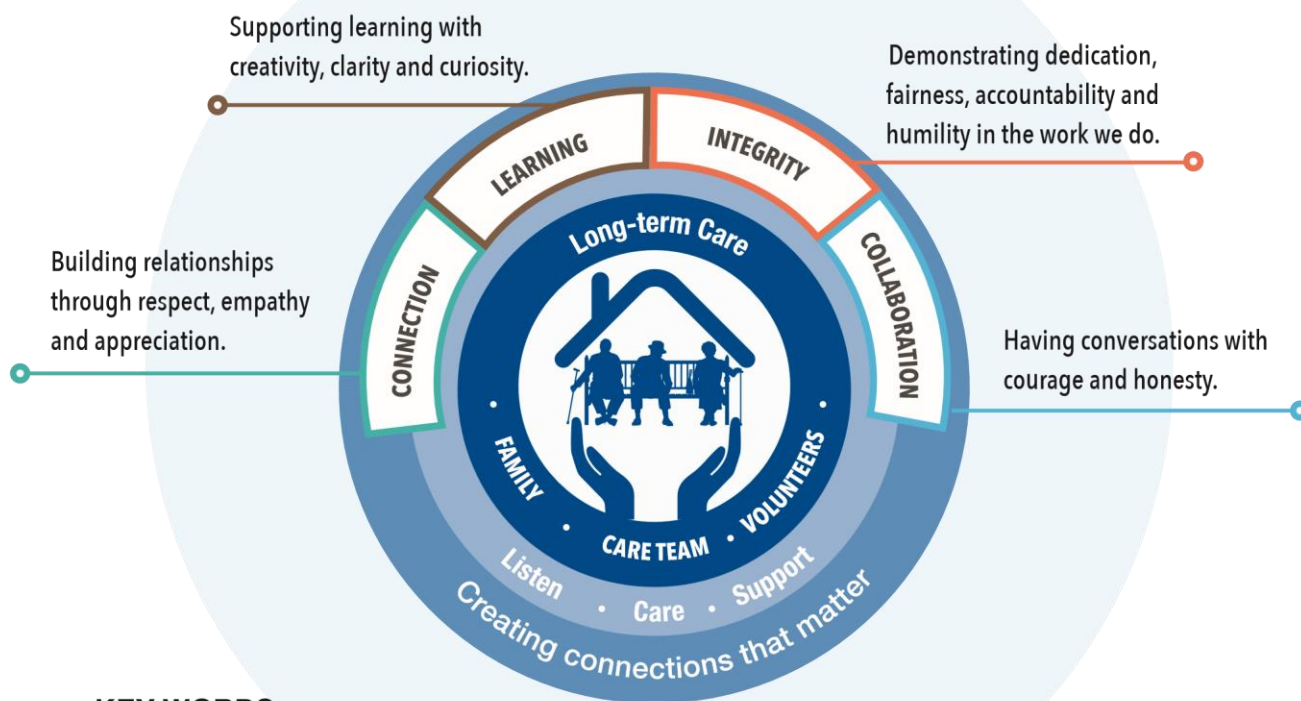 Supporting learning with
creativity, clarity and curiosity.
Demonstrating dedication,
fairness, accountability and
humility in the work we do.
Building relationships
through respect, empathy
and appreciation.
Having conversations with
courage and honesty.
CONNECTION
LEARNING
INTEGRITY
COLLABORATION
Long-term Care
• FAMILY • CARE TEAM • VOLUNTEERS •
Listen • Care • Support
Creating connections that matter
KEY WORDS